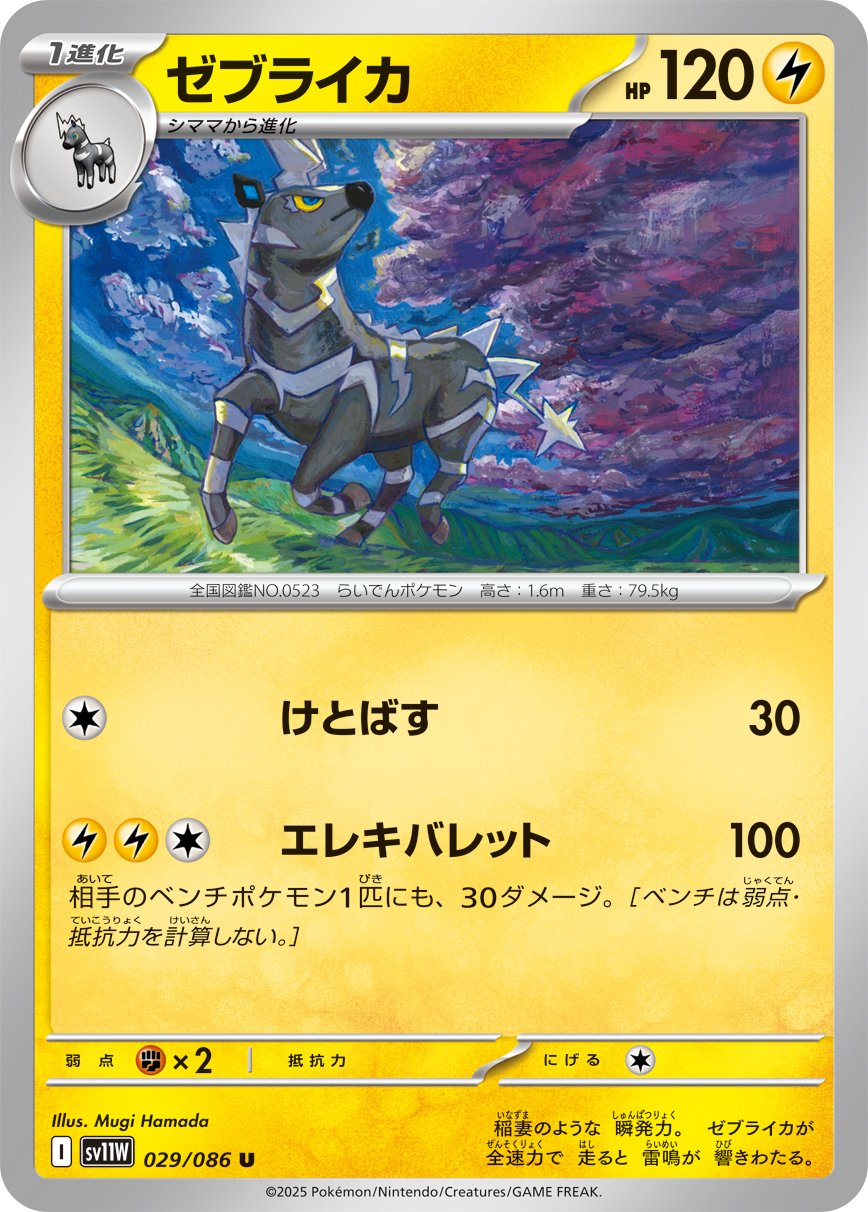 1進化
ゼブライカ
HP 120
シママから進化
全国図鑑NO.0523 らいでんポケモン 高さ:1.6m 重さ:79.5kg
けとばす 30
エレキバレット 100
相手のベンチポケモン1匹にも、30ダメージ。[ベンチは弱点・
抵抗力を計算しない。]
弱点 ×2 抵抗力 にげる
Illus. Mugi Hamada
I sv11W 029/086 U
稲妻のような 瞬発力。 ゼブライカが
全速力で 走ると 雷鳴が 響きわたる。
©2025 Pokémon/Nintendo/Creatures/GAME FREAK.